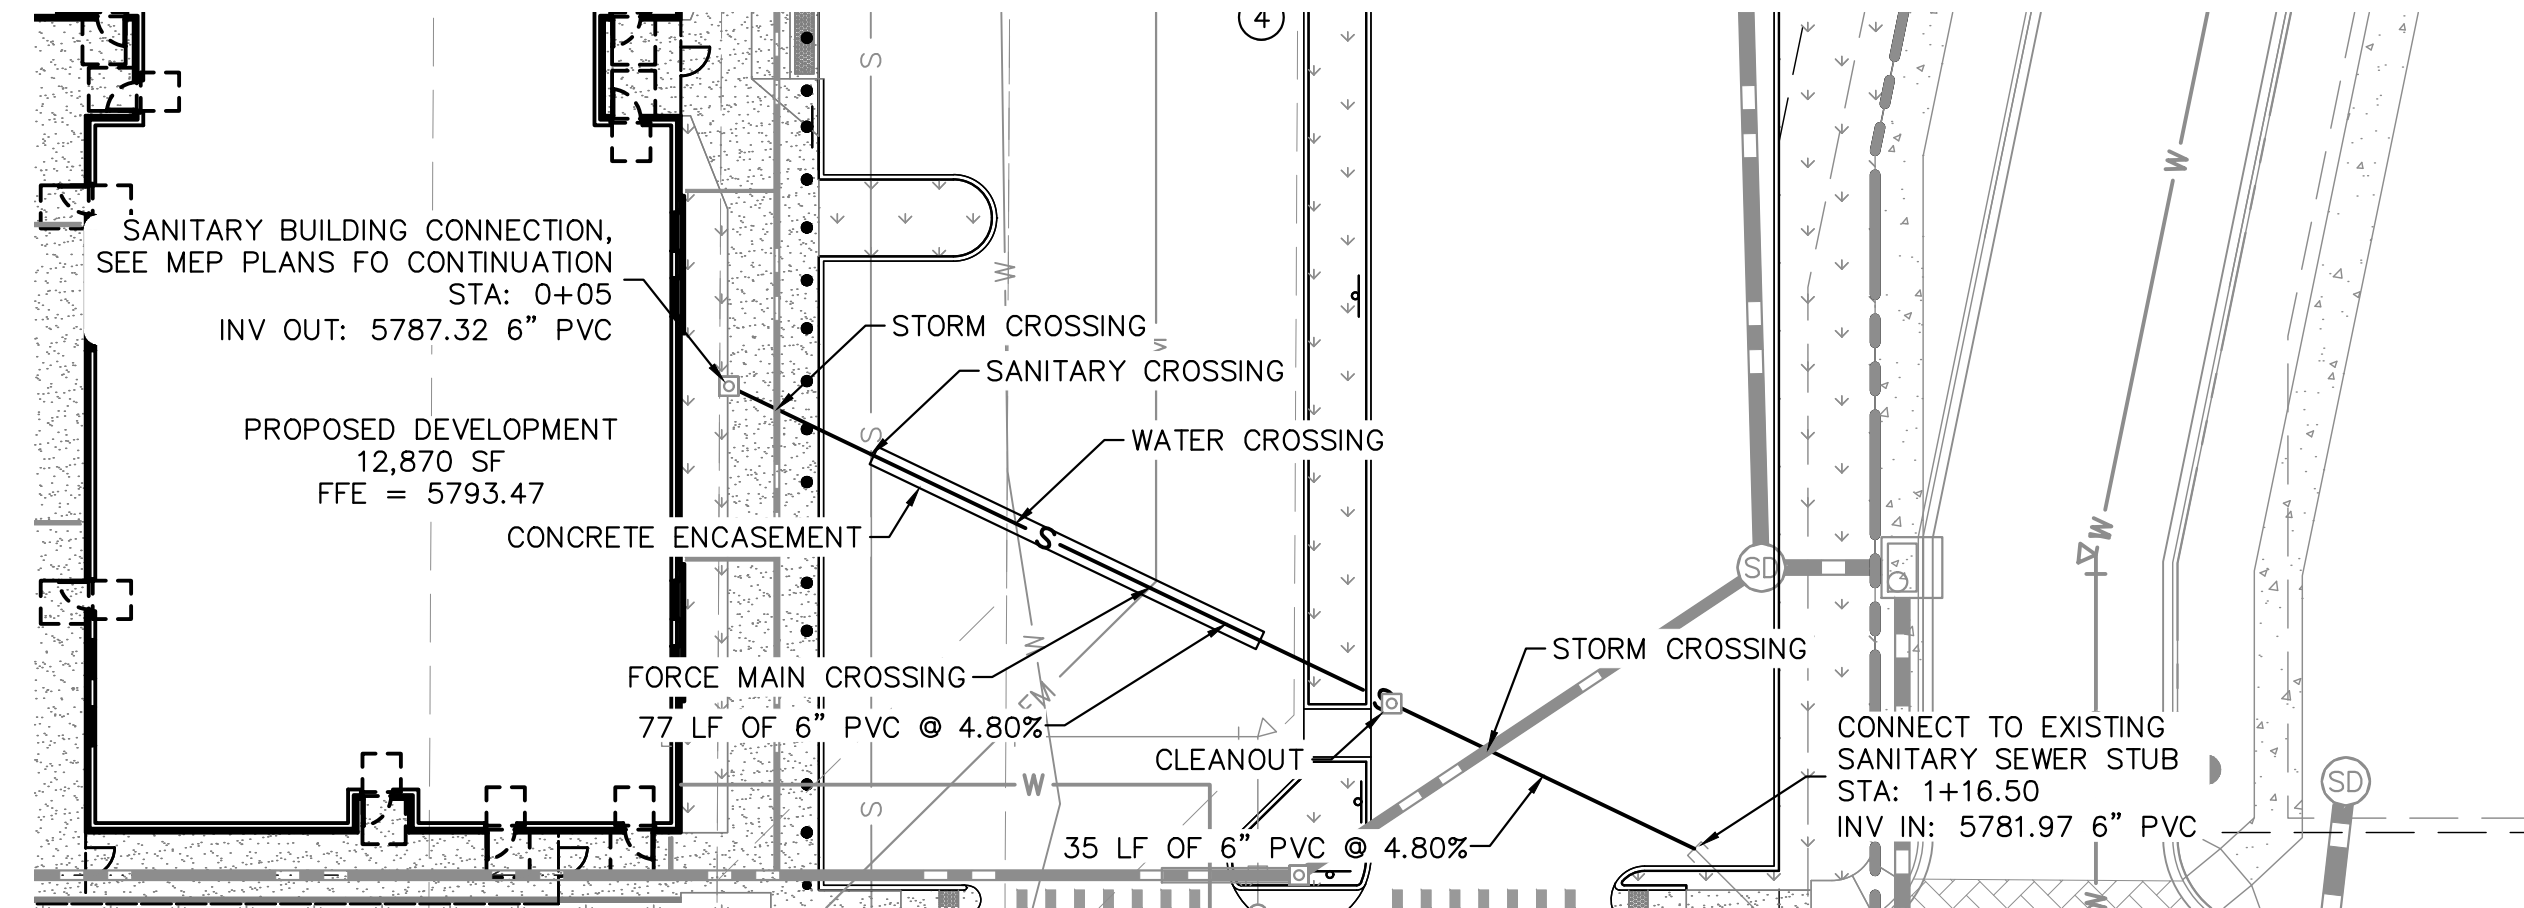 4
S
W
W
SANITARY BUILDING CONNECTION,
SEE MEP PLANS FO CONTINUATION
STA: 0+05
INV OUT: 5787.32 6” PVC
W
STORM CROSSING
SANITARY CROSSING
PROPOSED DEVELOPMENT
12,870 SF
FFE = 5793.47
S
WATER CROSSING
CONCRETE ENCASEMENT
S
W
SD
STORM CROSSING
FORCE MAIN CROSSING
FM
S
77 LF OF 6” PVC @ 4.80%
CLEANOUT
CONNECT TO EXISTING
SANITARY SEWER STUB
STA: 1+16.50
INV IN: 5781.97 6” PVC
SD
W
S
35 LF OF 6” PVC @ 4.80%
W